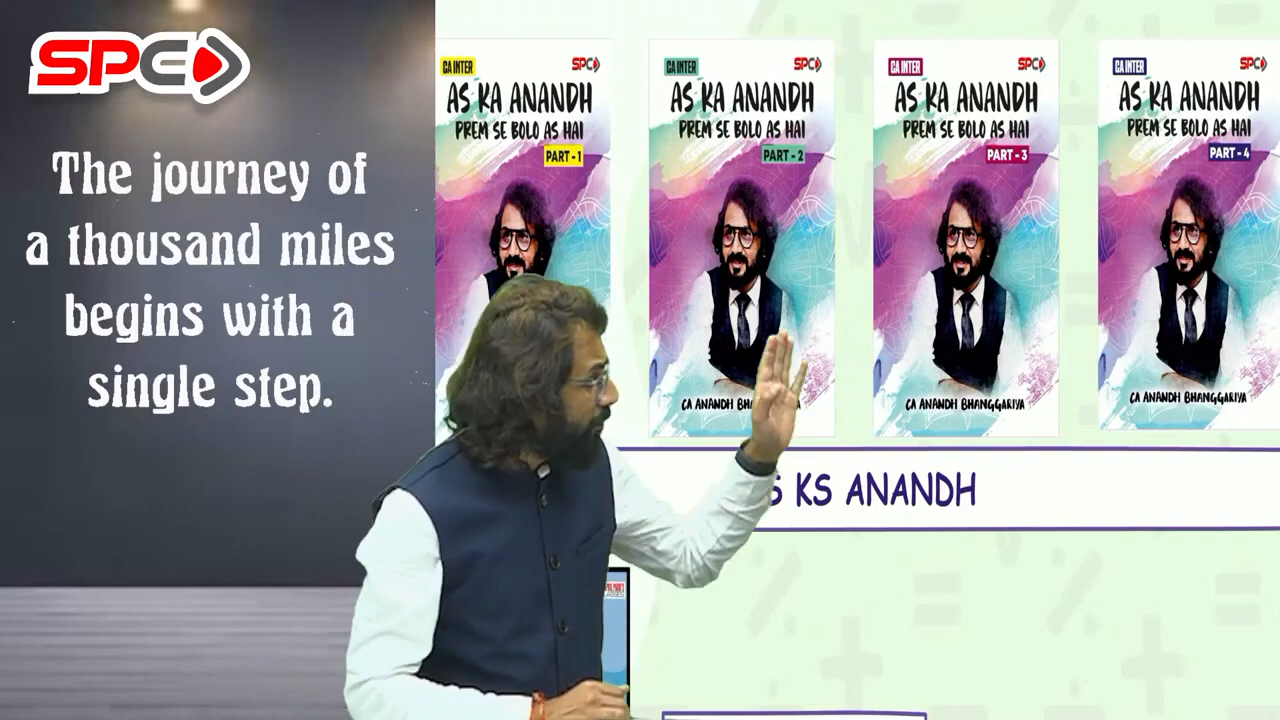 SPC
The journey of
a thousand miles
begins with a
single step.
CA INTER
SPC
AS KA ANANDH
PREM SE BOLO AS HAI
PART - 1
CA INTER
SPC
AS KA ANANDH
PREM SE BOLO AS HAI
PART - 2
CA ANANDH
CA INTER
SPC
AS KA ANANDH
PREM SE BOLO AS HAI
PART - 3
CA ANANDH BHANGGARIYA
CA INTER
SPC
AS KA ANANDH
PREM SE BOLO AS HAI
PART - 4
CA ANANDH BHANGGARIYA
KS ANANDH